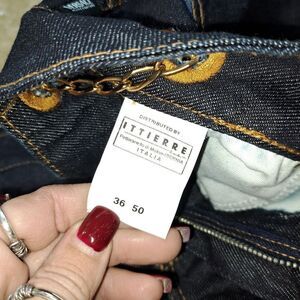 DISTRIBUTED BY
ITTIERRE
ITALIA
36 50